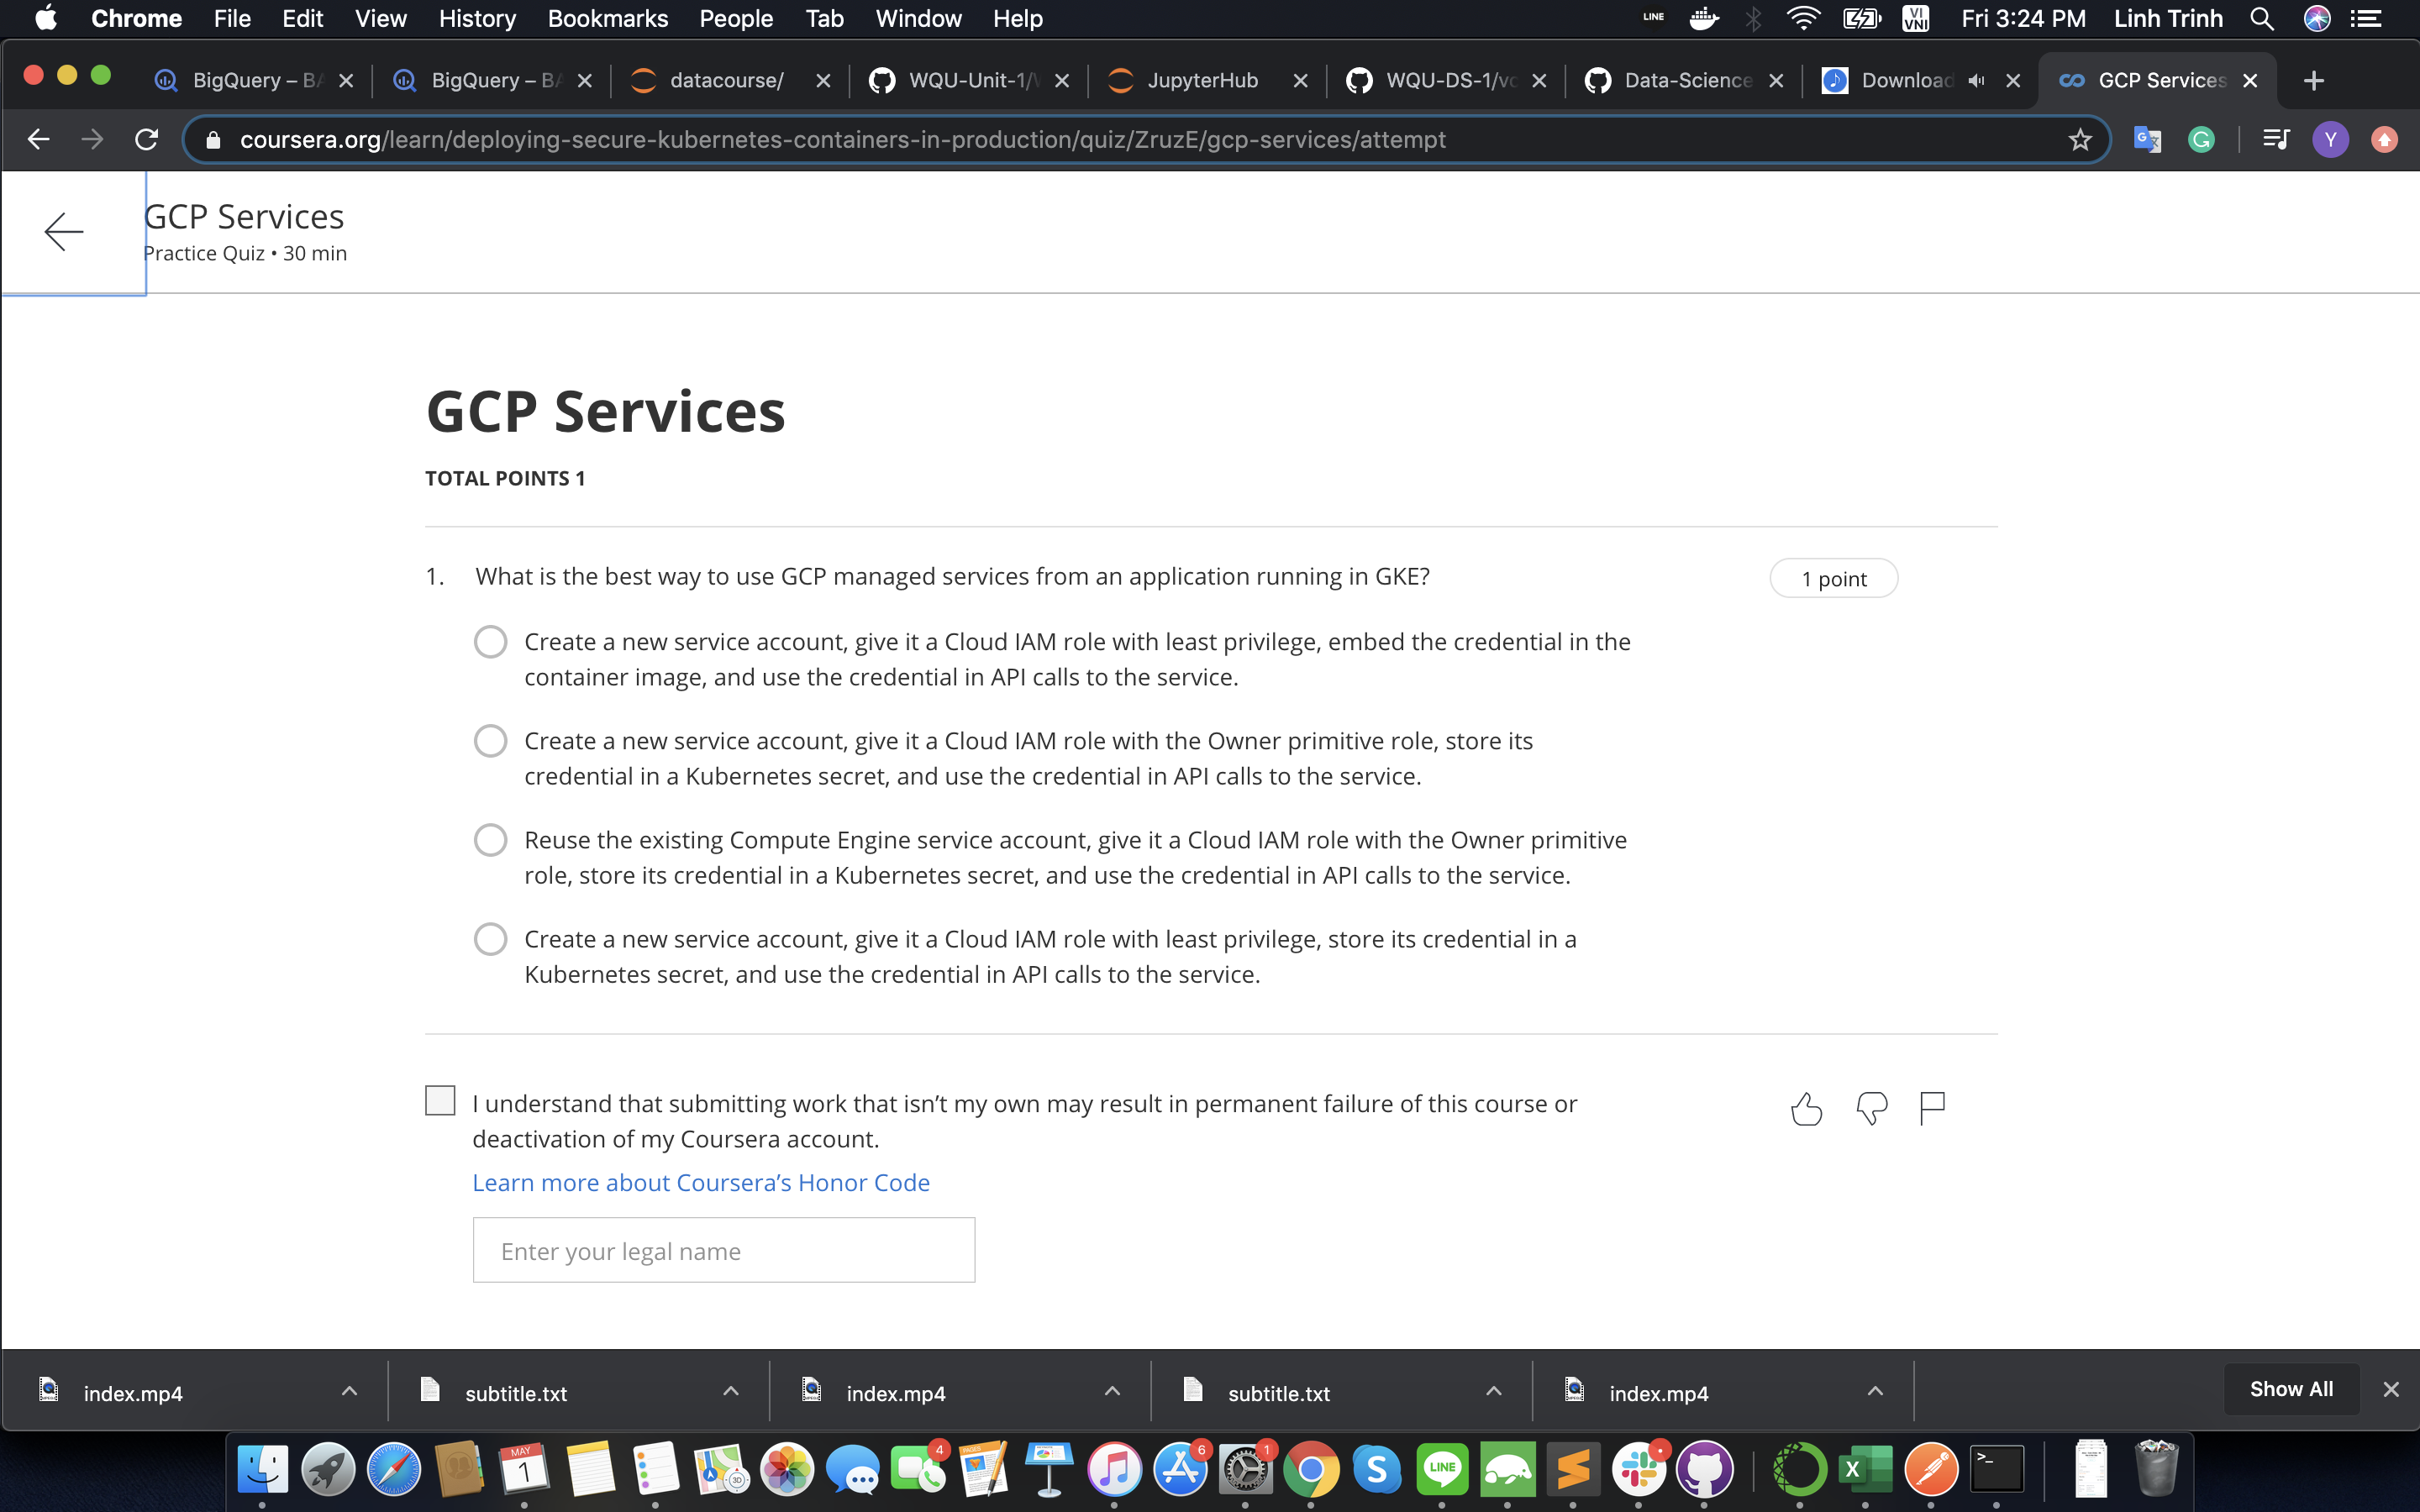 Chrome File Edit View History Bookmarks People Tab Window Help LINE VI VNI Fri 3:24 PM Linh Trinh
BigQuery – BA BigQuery – BA datacourse/ WQU-Unit-1/ JupyterHub WQU-DS-1/vc Data-Science Download GCP Services
coursera.org/learn/deploying-secure-kubernetes-containers-in-production/quiz/ZruzE/gcp-services/attempt Y
GCP Services
Practice Quiz • 30 min
GCP Services
TOTAL POINTS 1
1. What is the best way to use GCP managed services from an application running in GKE? 1 point
Create a new service account, give it a Cloud IAM role with least privilege, embed the credential in the
container image, and use the credential in API calls to the service.
Create a new service account, give it a Cloud IAM role with the Owner primitive role, store its
credential in a Kubernetes secret, and use the credential in API calls to the service.
Reuse the existing Compute Engine service account, give it a Cloud IAM role with the Owner primitive
role, store its credential in a Kubernetes secret, and use the credential in API calls to the service.
Create a new service account, give it a Cloud IAM role with least privilege, store its credential in a
Kubernetes secret, and use the credential in API calls to the service.
I understand that submitting work that isn’t my own may result in permanent failure of this course or
deactivation of my Coursera account.
Learn more about Coursera’s Honor Code
Enter your legal name
index.mp4 subtitle.txt index.mp4 subtitle.txt index.mp4 Show All
MAY 1 3D 4 PAGES 6 1 S LINE X